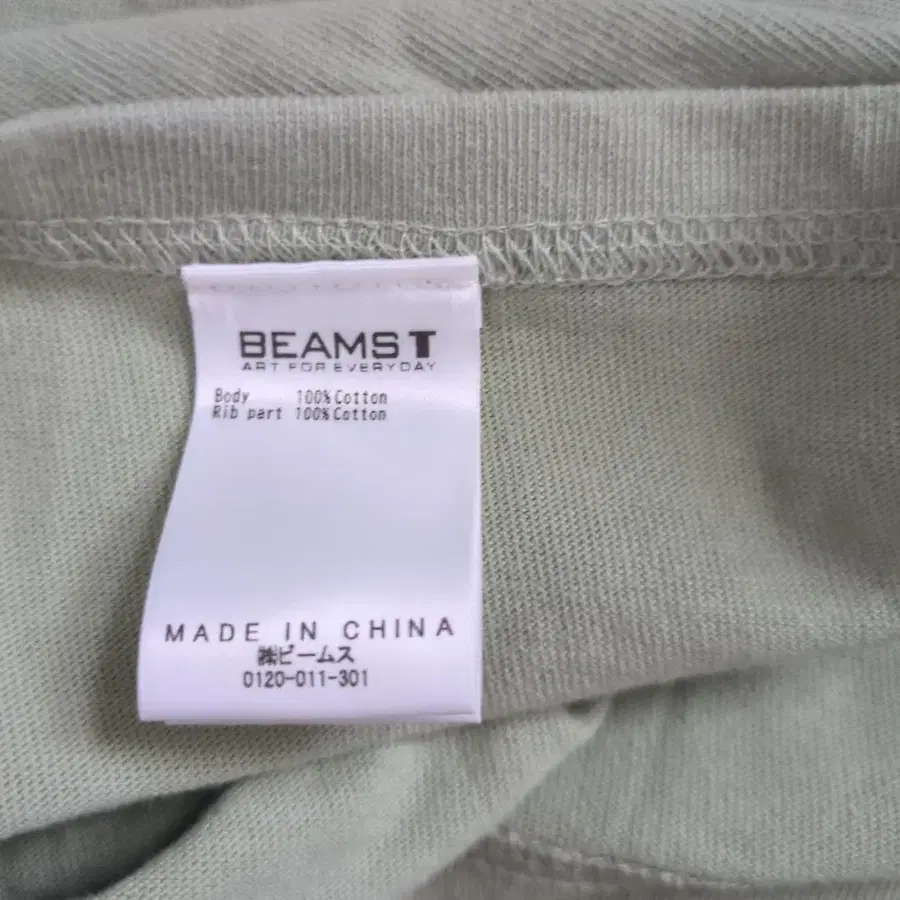 BEAMS T
ART FOR EVERYDAY
Body 100%Cotton
Rib part 100%Cotton
MADE IN CHINA
㈱ビームス
0120-011-301